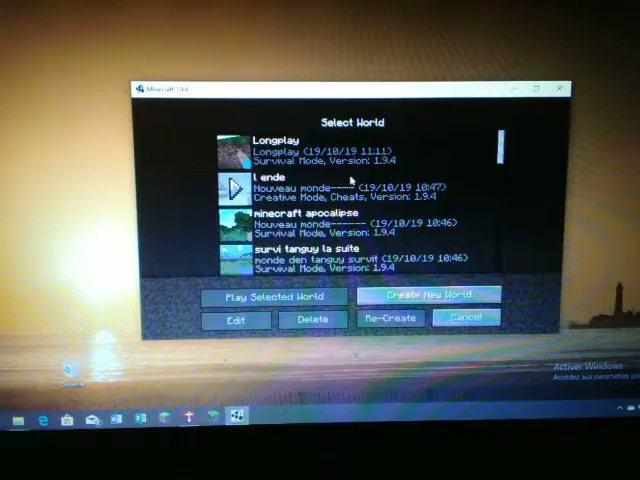 Minecraft 1.9.4
Select World
Longplay
Longplay (19/10/19 11:11)
Survival Mode, Version: 1.9.4
l ende
Nouveau monde---- (19/10/19 10:47)
Creative Mode, Cheats, Version: 1.9.4
minecraft apocalipse
Nouveau monde------ (19/10/19 10:46)
Survival Mode, Version: 1.9.4
survi tanguy la suite
monde den tanguy survit (19/10/19 10:46)
Survival Mode, Version: 1.9.4
Play Selected World
Create New World
Edit
Delete
Re-Create
Cancel
Activer Windows
Accédez aux paramètres